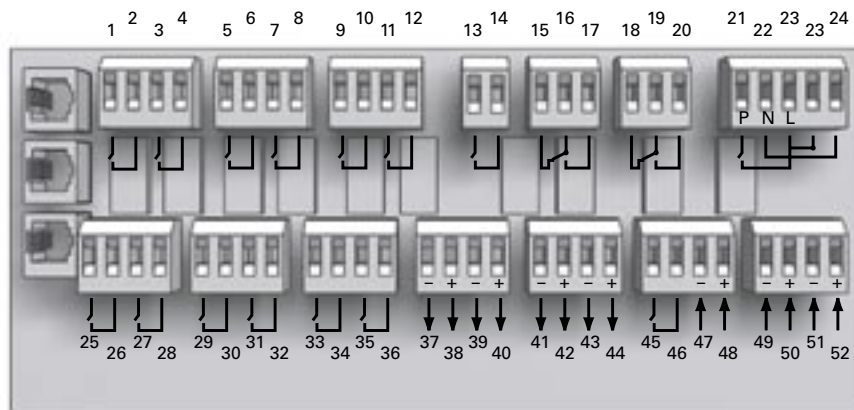 1 2 3 4 5 6 7 8 9 10 11 12 13 14 15 16 17 18 19 20 21 22 23 23 24
P N L
− + − + − + − + − + − + − +
25 26 27 28 29 30 31 32 33 34 35 36 37 38 39 40 41 42 43 44 45 46 47 48 49 50 51 52